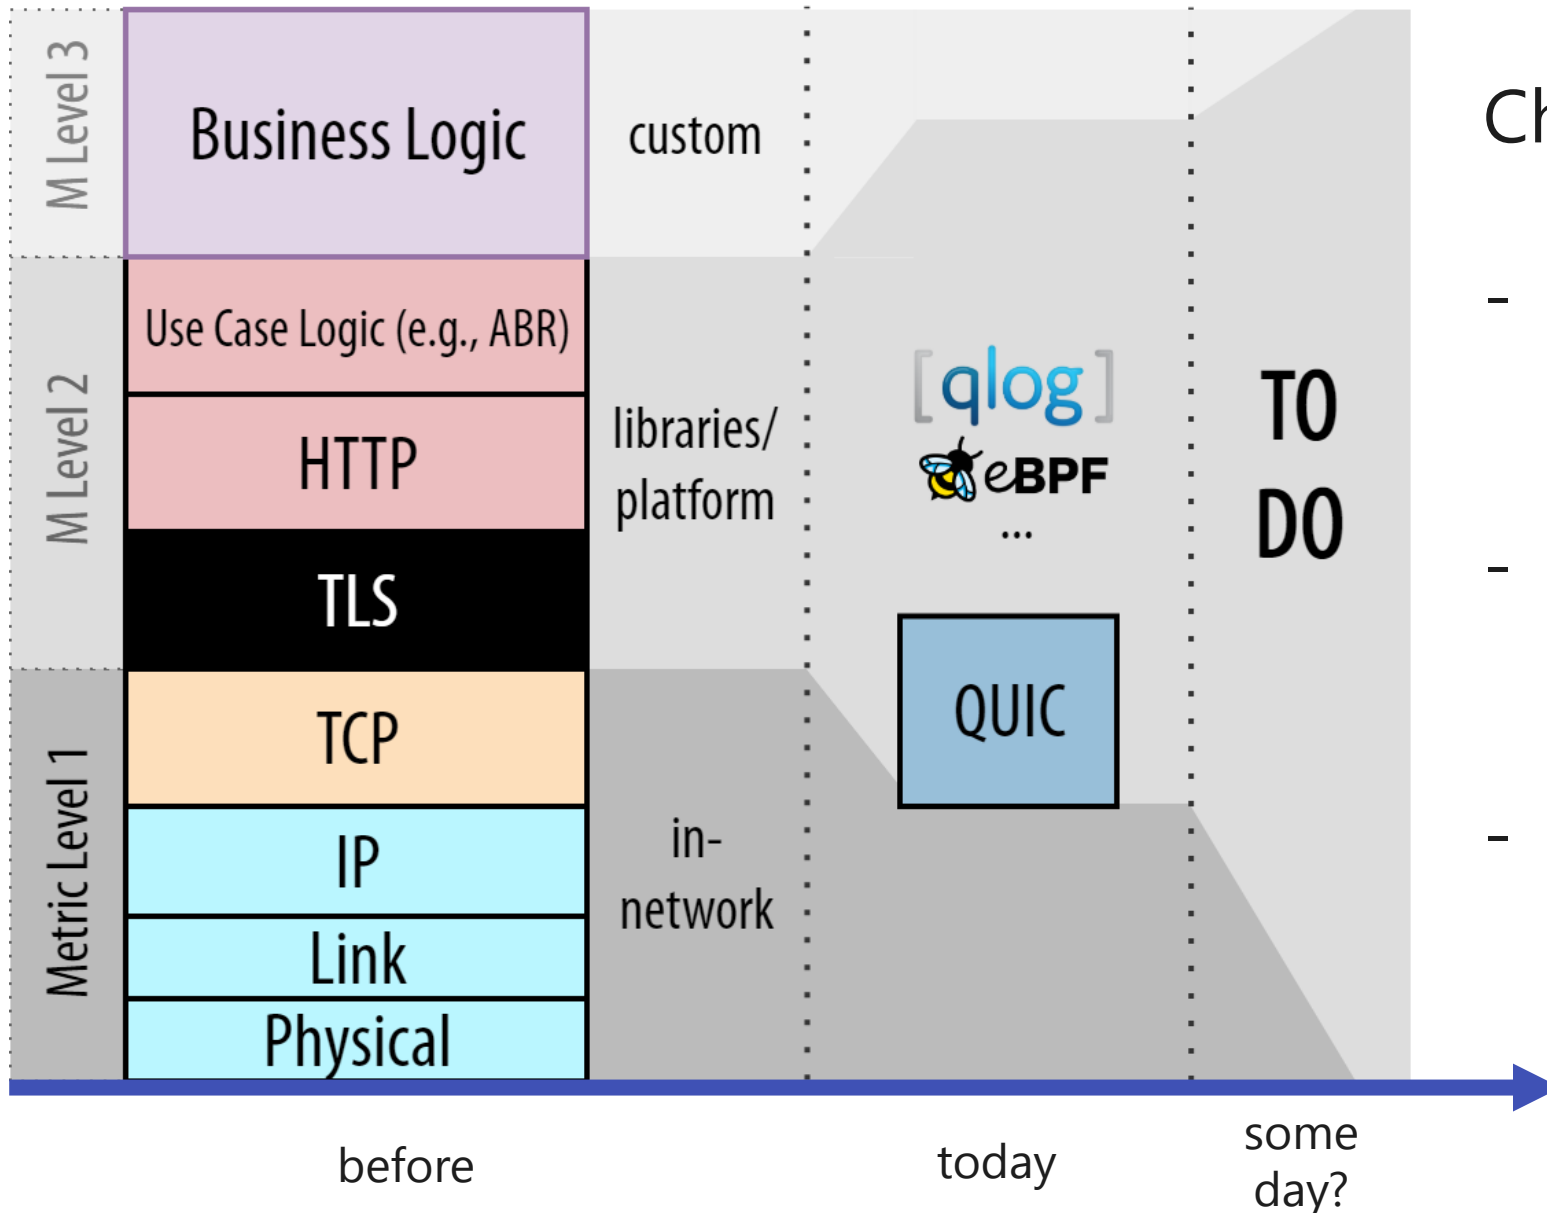 M Level 3
Business Logic
custom
Ch
M Level 2
Use Case Logic (e.g., ABR)
HTTP
TLS
libraries/
platform
[qlog]
eBPF
...
TO
DO
-
-
-
Metric Level 1
TCP
IP
Link
Physical
in-
network
QUIC
before
today
some
day?